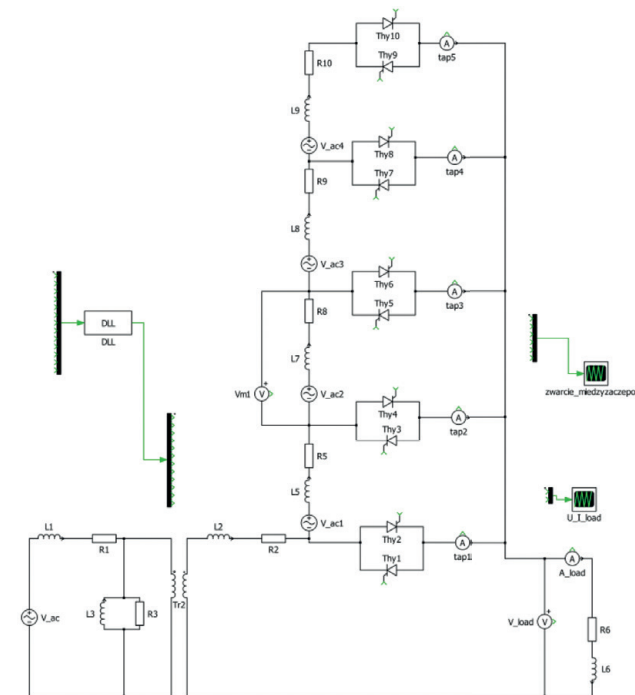 Thy10
R10
Thy9
tap5
L9
V_ac4
Thy8
R9
Thy7
tap4
L8
V_ac3
Thy6
Thy5
tap3
R8
DLL
DLL
L7
Vm1
V
V_ac2
zwarcie_miedzyzaczepo
Thy4
Thy3
tap2
R5
L5
V_ac1
U_I_load
Thy2
Thy1
tap1
L1
R1
L2
R2
A_load
L3
R3
Tr2
V_ac
V_load
V
R6
L6
A
A
A
A
A
A